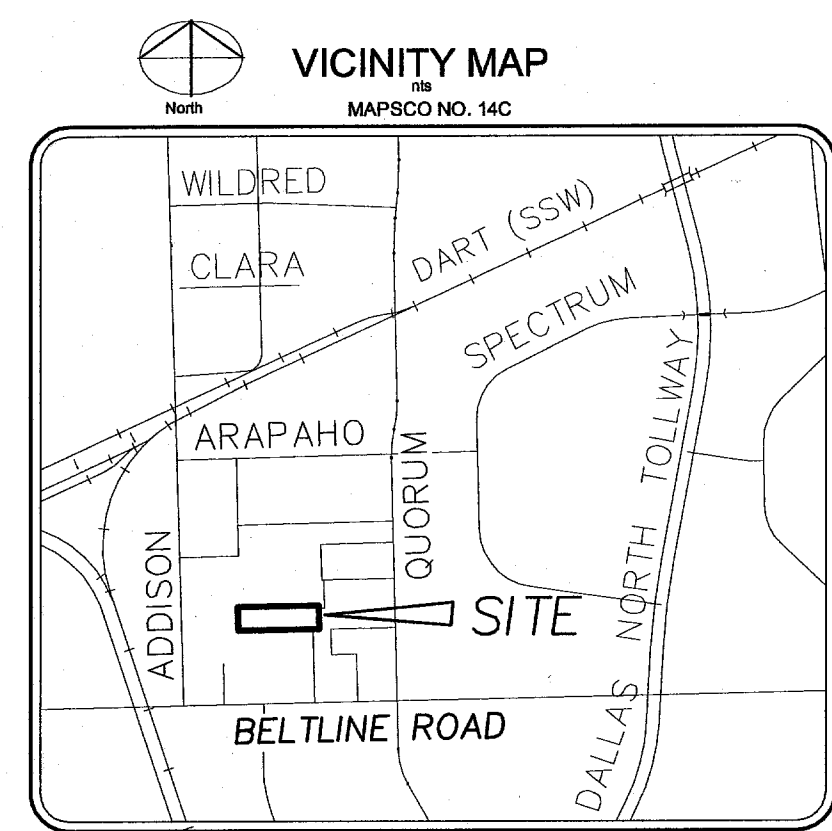 VICINITY MAP
nts
North
MAPSCO NO. 14C
WILDRED
CLARA
DART (SSW)
SPECTRUM
ARAPAHO
QUORUM
DALLAS NORTH TOLLWAY
ADDISON
SITE
BELTLINE ROAD